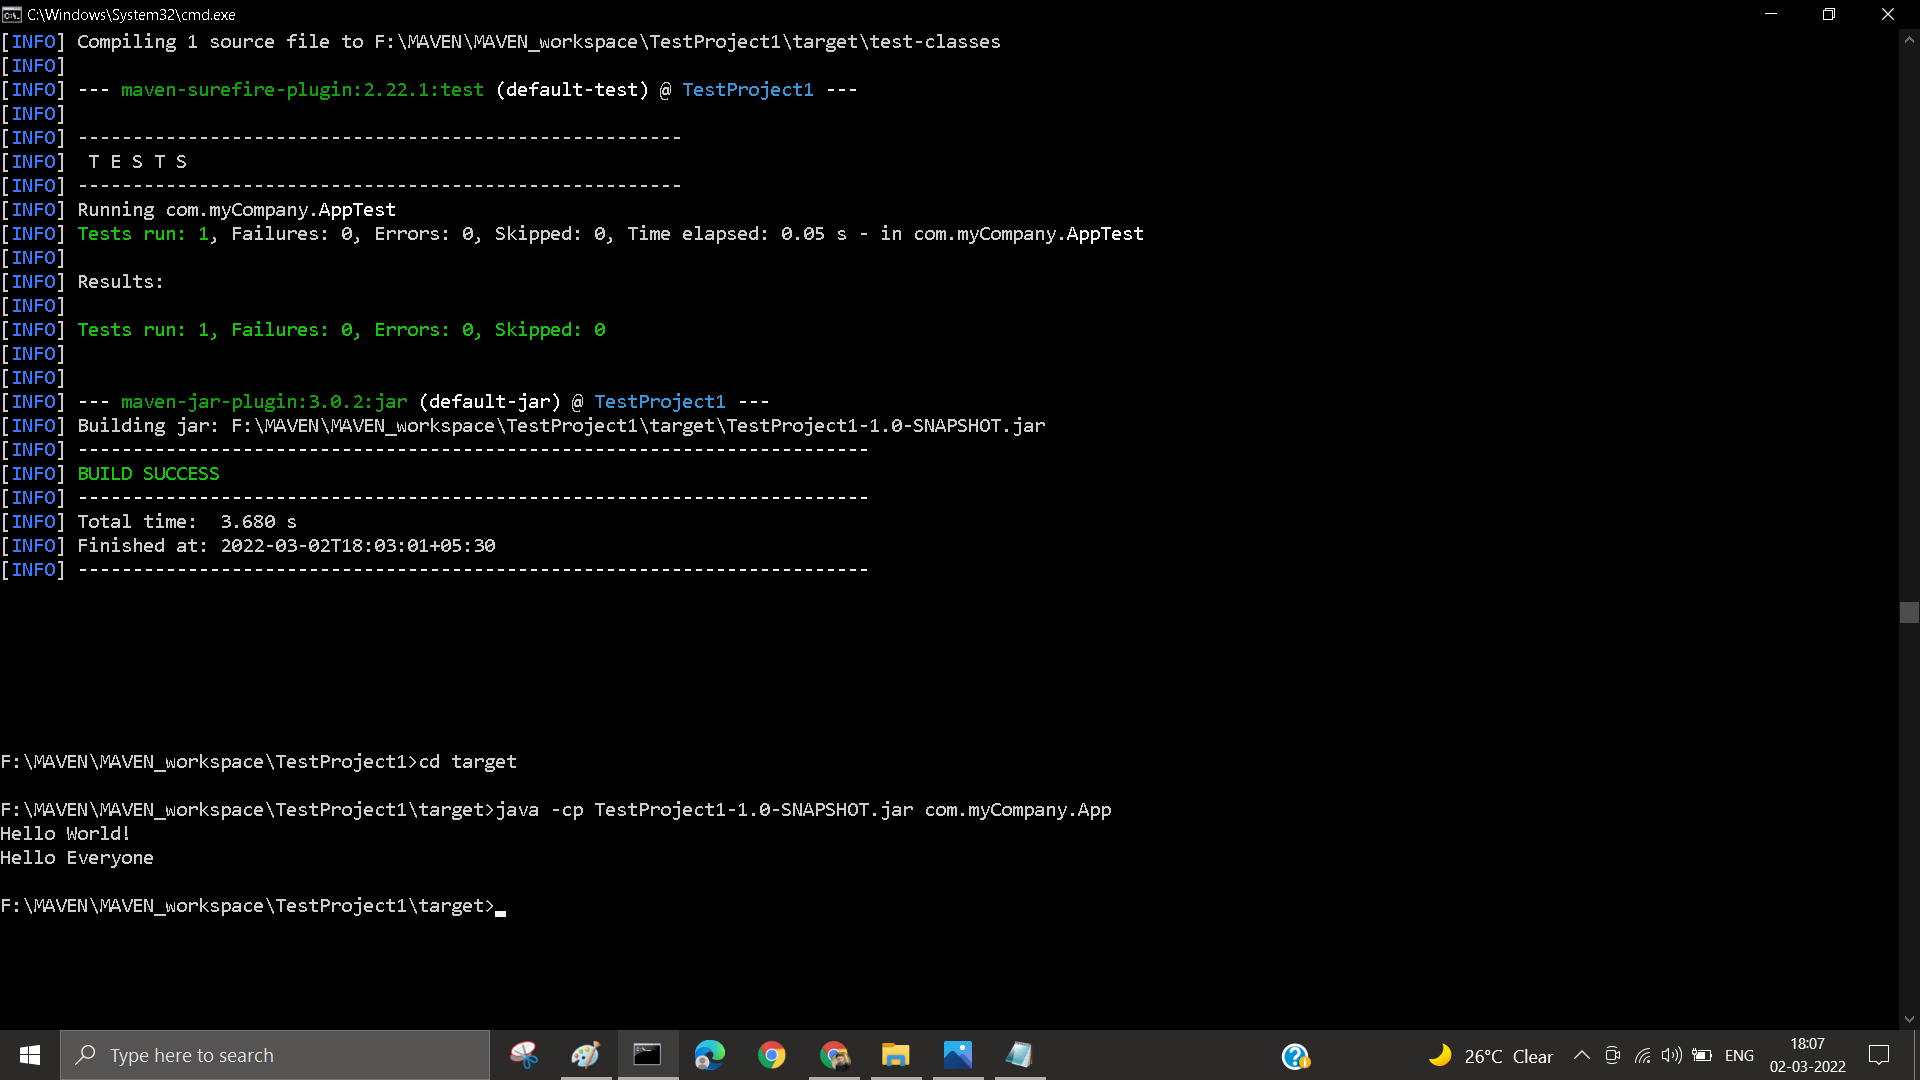 C:\Windows\System32\cmd.exe
[INFO] Compiling 1 source file to F:\MAVEN\MAVEN_workspace\TestProject1\target\test-classes
[INFO]
[INFO] --- maven-surefire-plugin:2.22.1:test (default-test) @ TestProject1 ---
[INFO]
[INFO] -------------------------------------------------------
[INFO]  T E S T S
[INFO] -------------------------------------------------------
[INFO] Running com.myCompany.AppTest
[INFO] Tests run: 1, Failures: 0, Errors: 0, Skipped: 0, Time elapsed: 0.05 s - in com.myCompany.AppTest
[INFO]
[INFO] Results:
[INFO]
[INFO] Tests run: 1, Failures: 0, Errors: 0, Skipped: 0
[INFO]
[INFO]
[INFO] --- maven-jar-plugin:3.0.2:jar (default-jar) @ TestProject1 ---
[INFO] Building jar: F:\MAVEN\MAVEN_workspace\TestProject1\target\TestProject1-1.0-SNAPSHOT.jar
[INFO] ------------------------------------------------------------------------
[INFO] BUILD SUCCESS
[INFO] ------------------------------------------------------------------------
[INFO] Total time:  3.680 s
[INFO] Finished at: 2022-03-02T18:03:01+05:30
[INFO] ------------------------------------------------------------------------
F:\MAVEN\MAVEN_workspace\TestProject1>cd target
F:\MAVEN\MAVEN_workspace\TestProject1\target>java -cp TestProject1-1.0-SNAPSHOT.jar com.myCompany.App
Hello World!
Hello Everyone
F:\MAVEN\MAVEN_workspace\TestProject1\target>
Type here to search
26°C Clear
ENG
18:07
02-03-2022